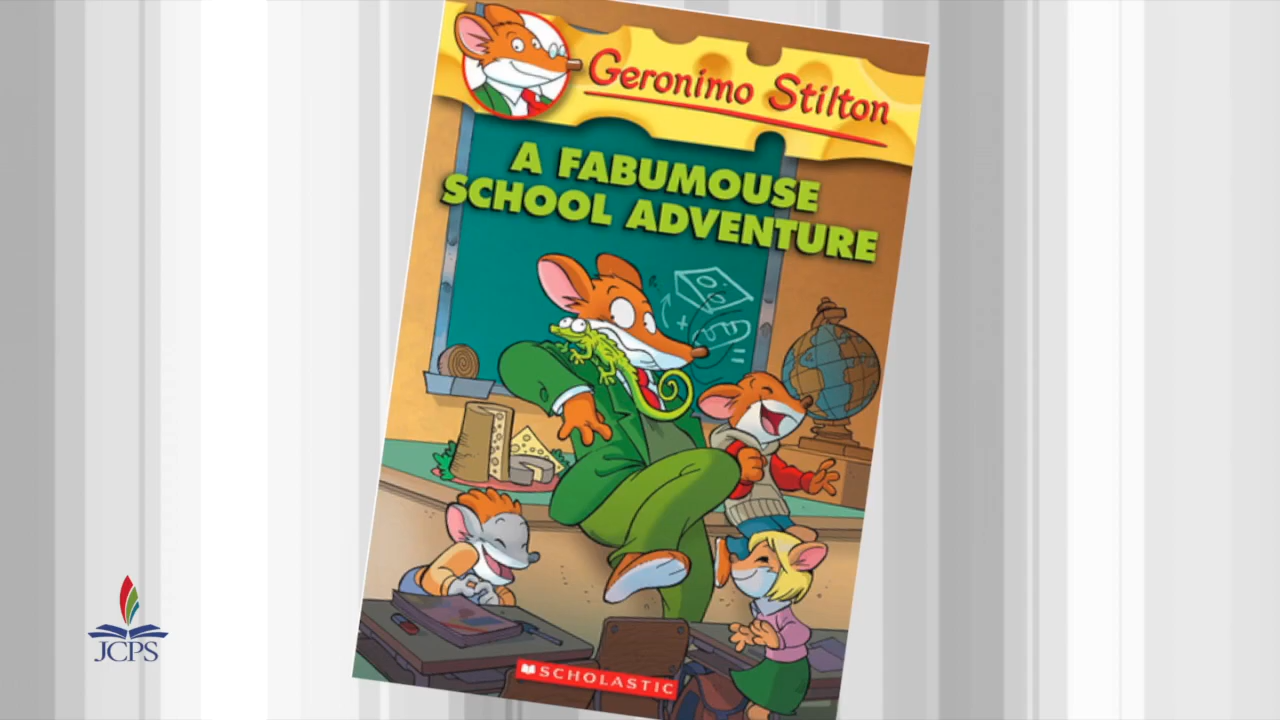 Geronimo Stilton
A FABUMOUSE
SCHOOL ADVENTURE
SCHOLASTIC
JCPS